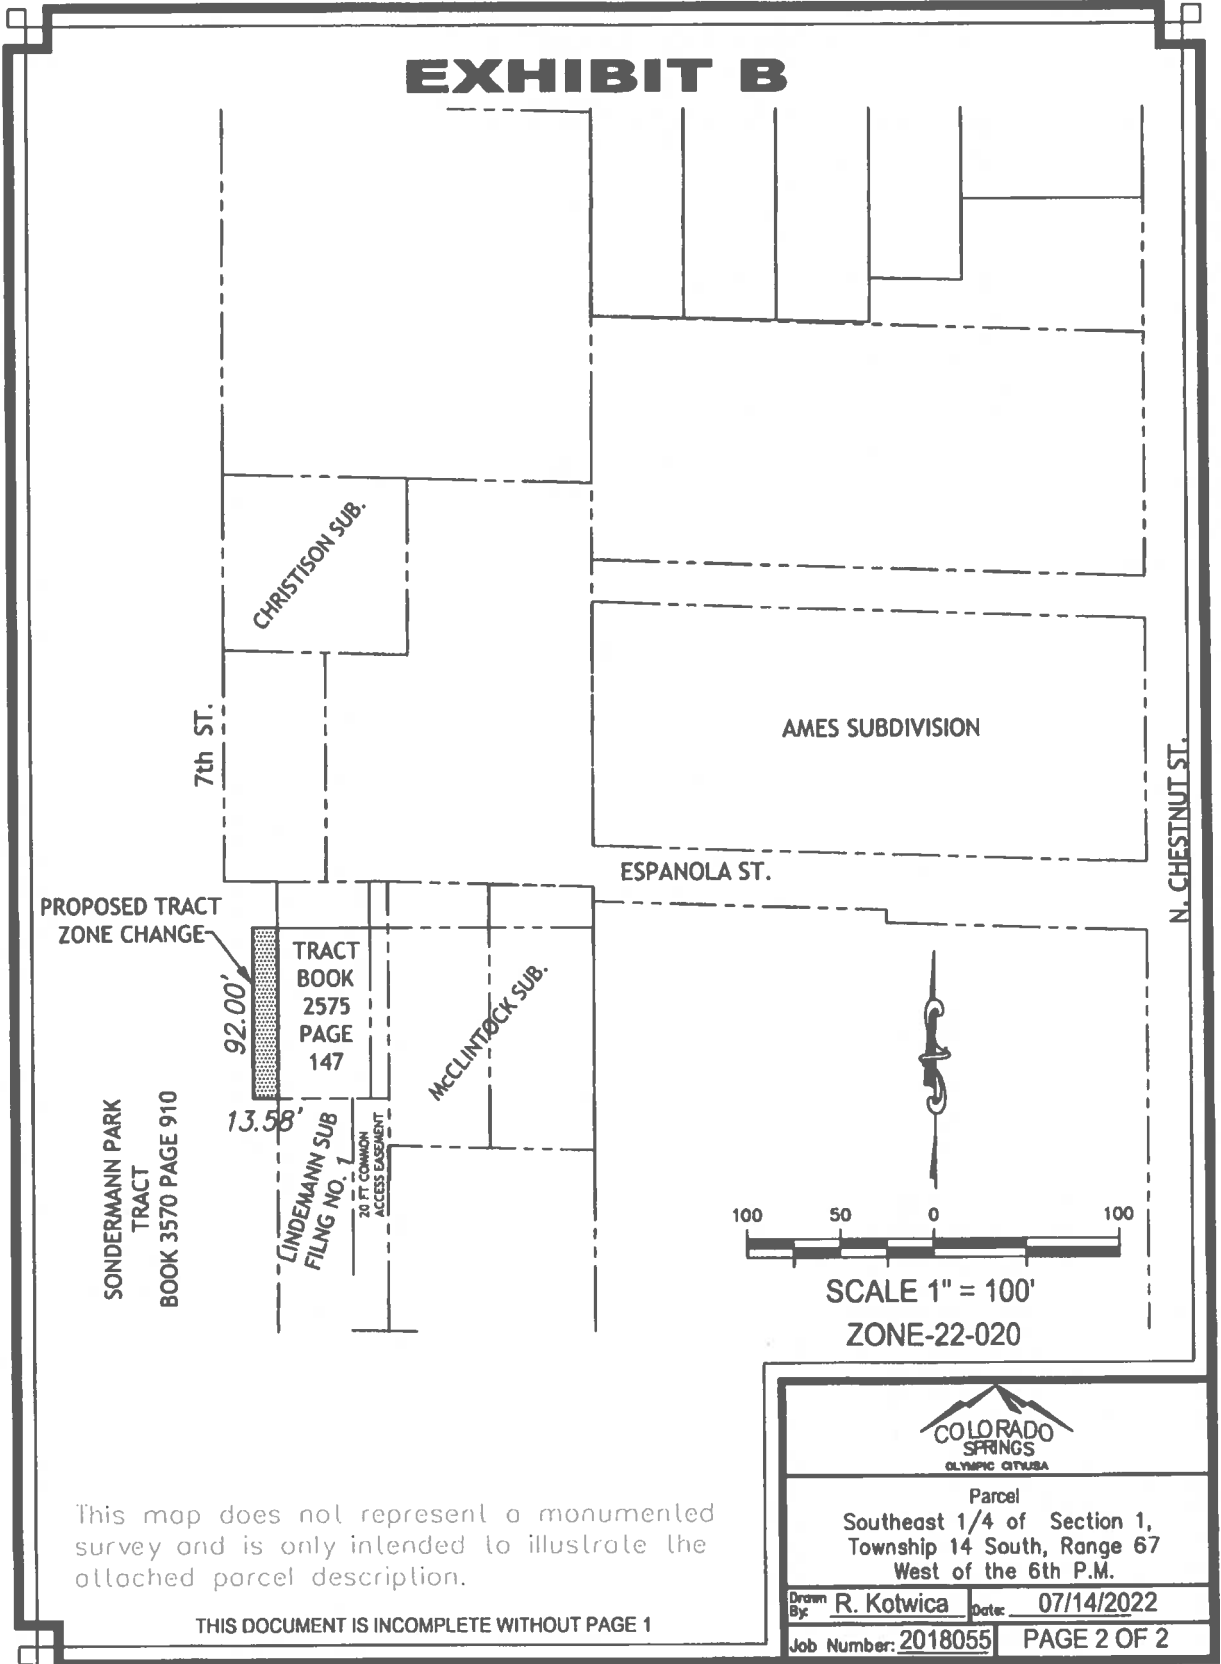 EXHIBIT B
CHRISTISON SUB.
7th ST.
AMES SUBDIVISION
N. CHESTNUT ST.
ESPANOLA ST.
PROPOSED TRACT
ZONE CHANGE
92.00'
TRACT
BOOK
2575
PAGE
147
McCLINTOCK SUB.
13.58'
SONDERMANN PARK
TRACT
BOOK 3570 PAGE 910
LINDEMANN SUB
FILNG NO. 1
20 FT COMMON
ACCESS EASEMENT
100 50 0 100
SCALE 1" = 100'
ZONE-22-020
COLORADO
SPRINGS
OLYMPIC CITY USA
Parcel
Southeast 1/4 of Section 1,
Township 14 South, Range 67
West of the 6th P.M.
Drawn By: R. Kotwica Date: 07/14/2022
Job Number: 2018055 PAGE 2 OF 2
This map does not represent a monumented
survey and is only intended to illustrate the
attached parcel description.
THIS DOCUMENT IS INCOMPLETE WITHOUT PAGE 1